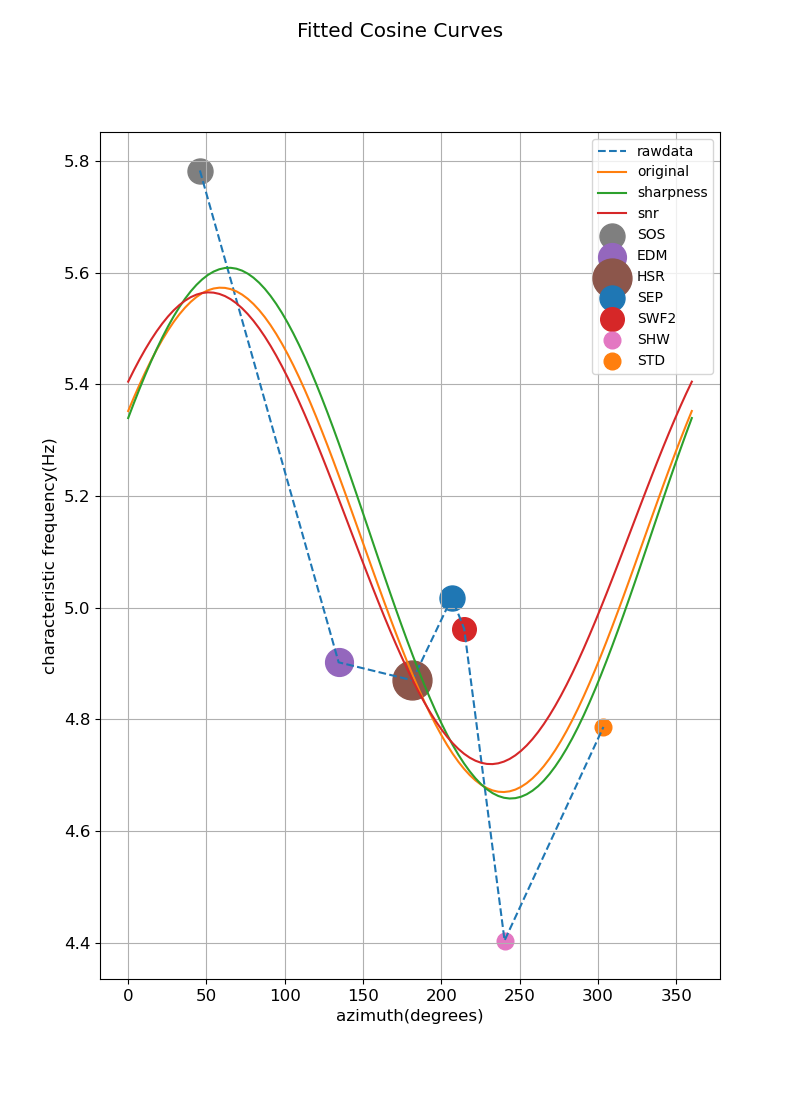 Fitted Cosine Curves
5.8
5.6
5.4
5.2
5.0
4.8
4.6
4.4
characteristic frequency(Hz)
rawdata
original
sharpness
snr
SOS
EDM
HSR
SEP
SWF2
SHW
STD
0 50 100 150 200 250 300 350
azimuth(degrees)